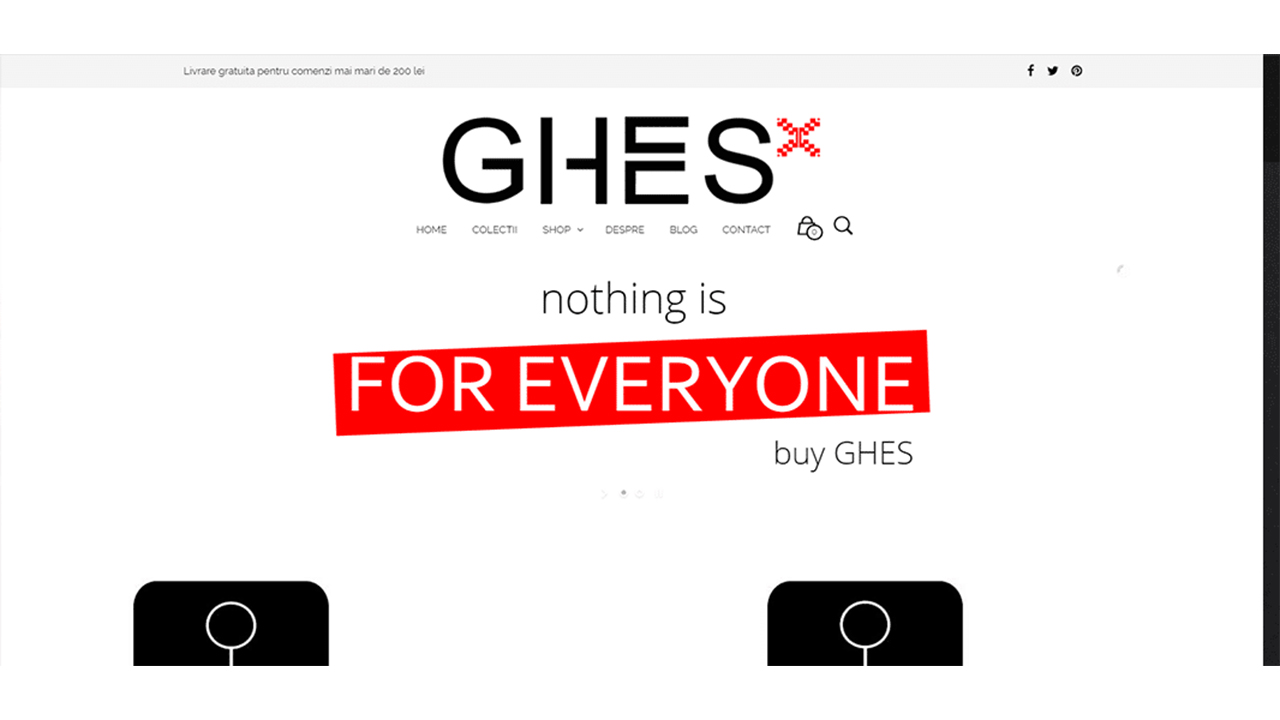 Livrare gratuita pentru comenzi mai mari de 200 lei
GHES
HOME COLECTII SHOP DESPRE BLOG CONTACT 0
nothing is
FOR EVERYONE
buy GHES